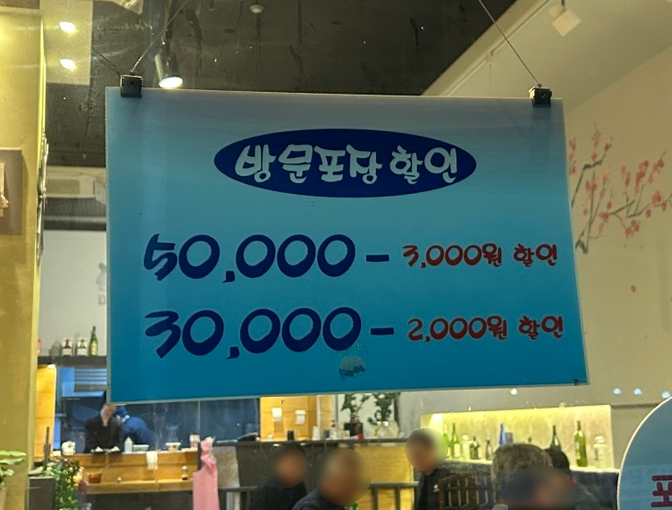 방문포장 할인
50,000 - 3,000원 할인
30,000 - 2,000원 할인